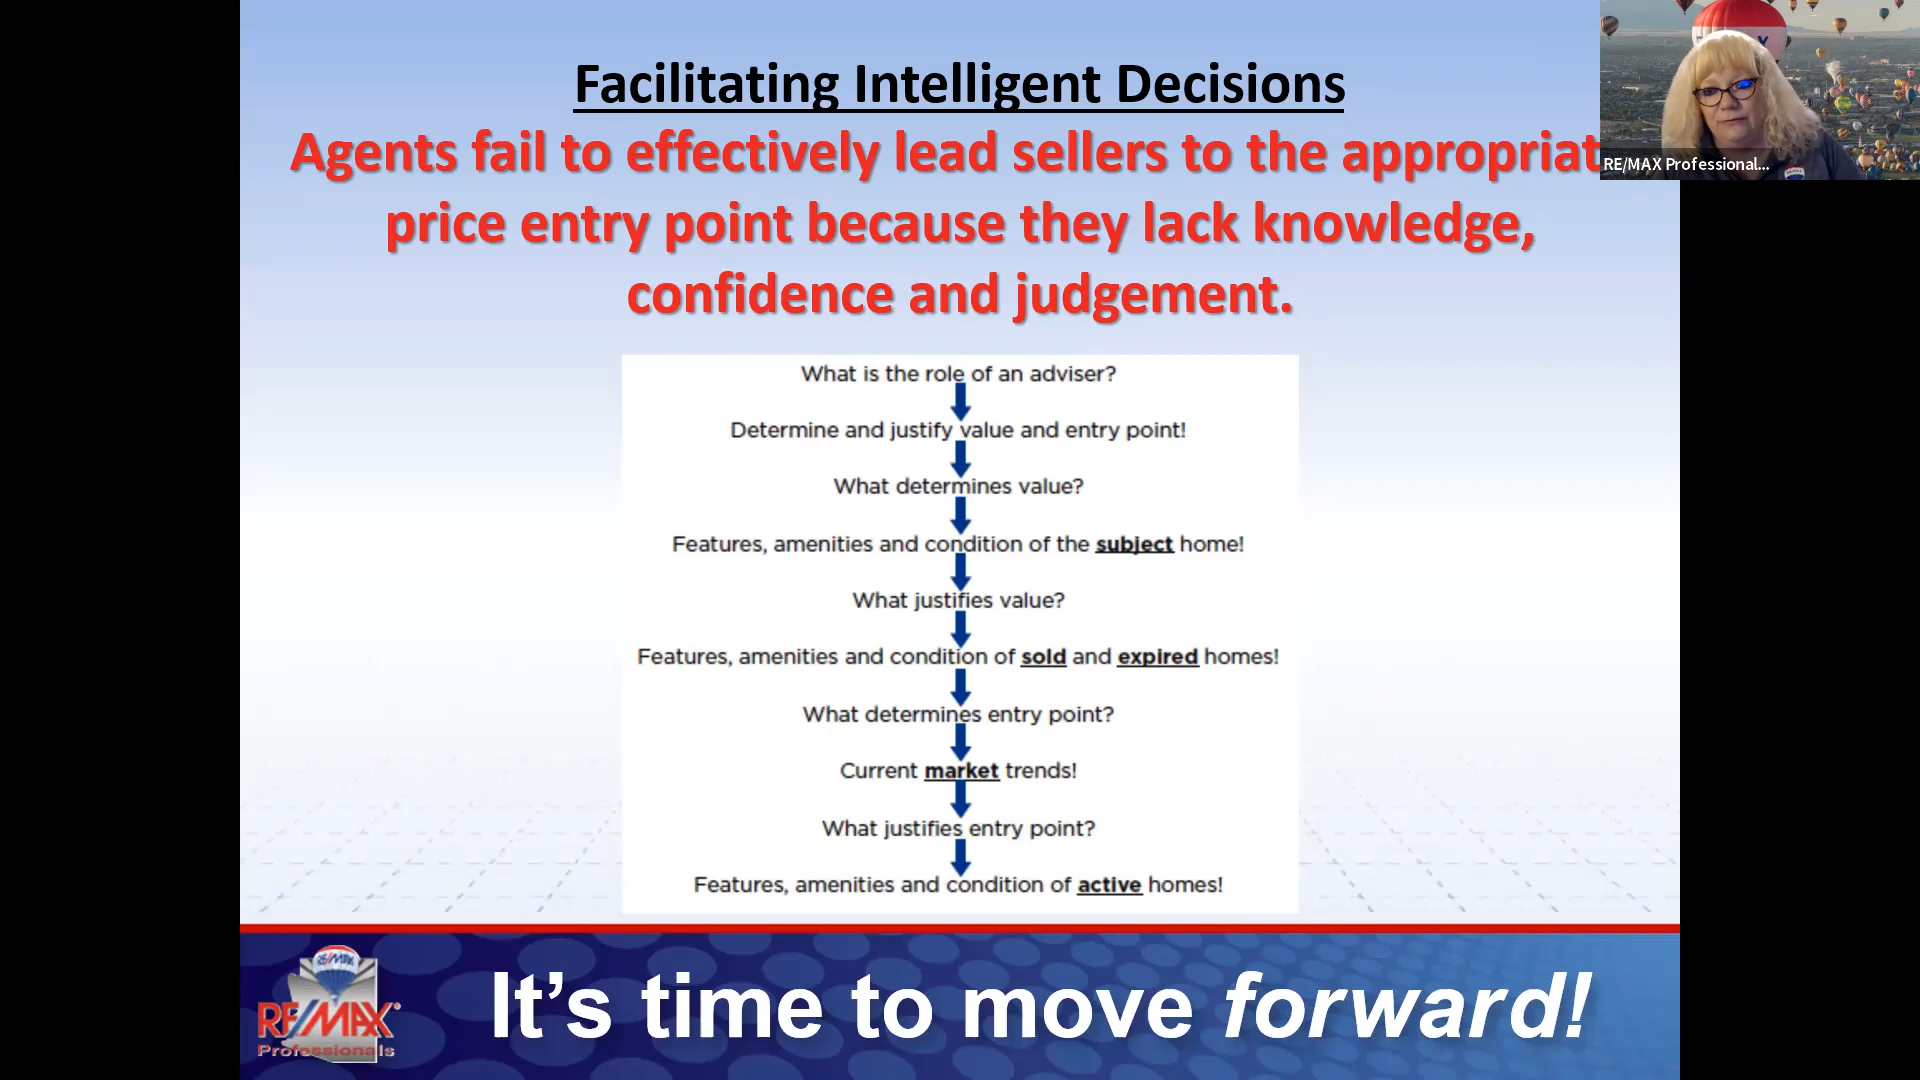 Facilitating Intelligent Decisions
Agents fail to effectively lead sellers to the appropriat
price entry point because they lack knowledge,
confidence and judgement.
RE/MAX Professional...
What is the role of an adviser?
Determine and justify value and entry point!
What determines value?
Features, amenities and condition of the subject home!
What justifies value?
Features, amenities and condition of sold and expired homes!
What determines entry point?
Current market trends!
What justifies entry point?
Features, amenities and condition of active homes!
RE/MAX
RE/MAX
Professionals
It's time to move forward!